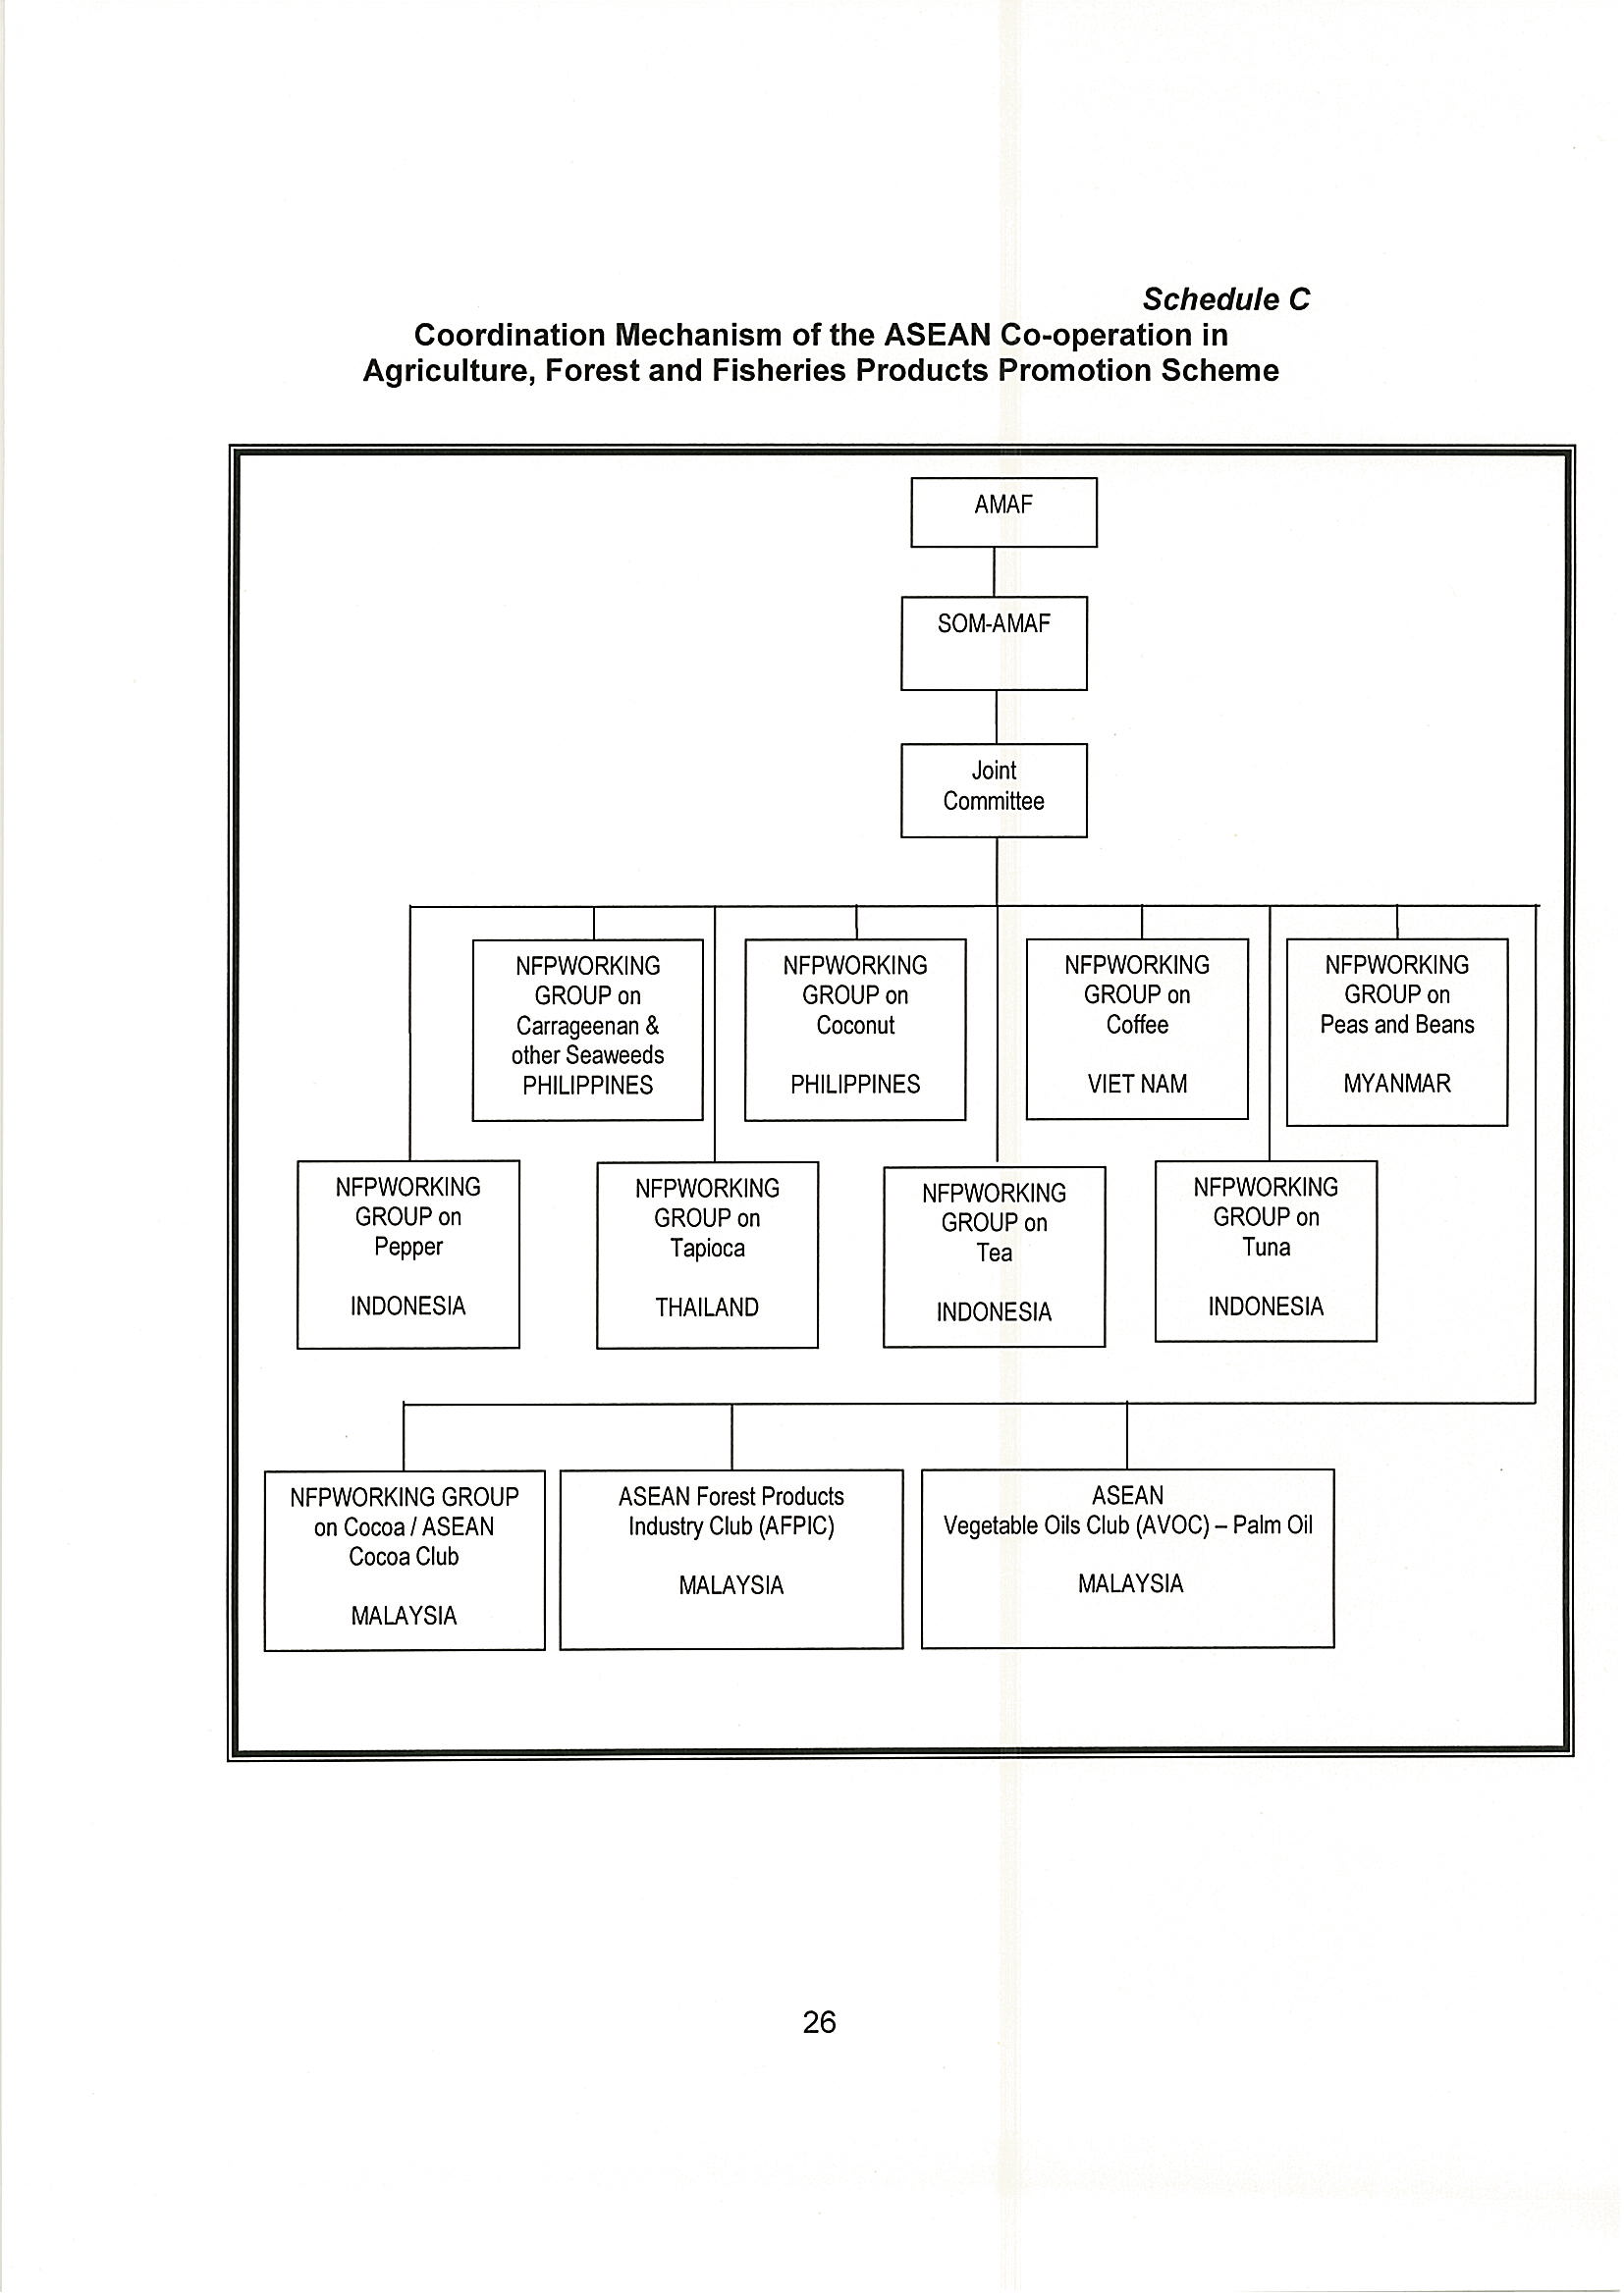 Schedule C
Coordination Mechanism of the ASEAN Co-operation in
Agriculture, Forest and Fisheries Products Promotion Scheme
AMAF
SOM-AMAF
Joint
Committee
NFPWORKING
GROUP on
Carrageenan &
other Seaweeds
PHILIPPINES
NFPWORKING
GROUP on
Coconut
PHILIPPINES
NFPWORKING
GROUP on
Coffee
VIET NAM
NFPWORKING
GROUP on
Peas and Beans
MYANMAR
NFPWORKING
GROUP on
Pepper
INDONESIA
NFPWORKING
GROUP on
Tapioca
THAILAND
NFPWORKING
GROUP on
Tea
INDONESIA
NFPWORKING
GROUP on
Tuna
INDONESIA
NFPWORKING GROUP
on Cocoa / ASEAN
Cocoa Club
MALAYSIA
ASEAN Forest Products
Industry Club (AFPIC)
MALAYSIA
ASEAN
Vegetable Oils Club (AVOC) – Palm Oil
MALAYSIA
26